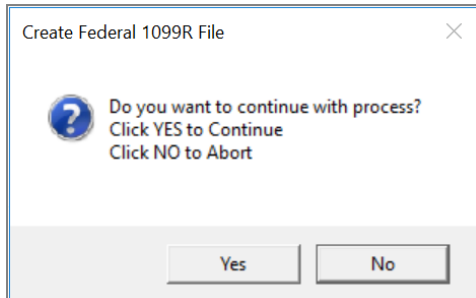 Create Federal 1099R File
Do you want to continue with process?
Click YES to Continue
Click NO to Abort
Yes
No